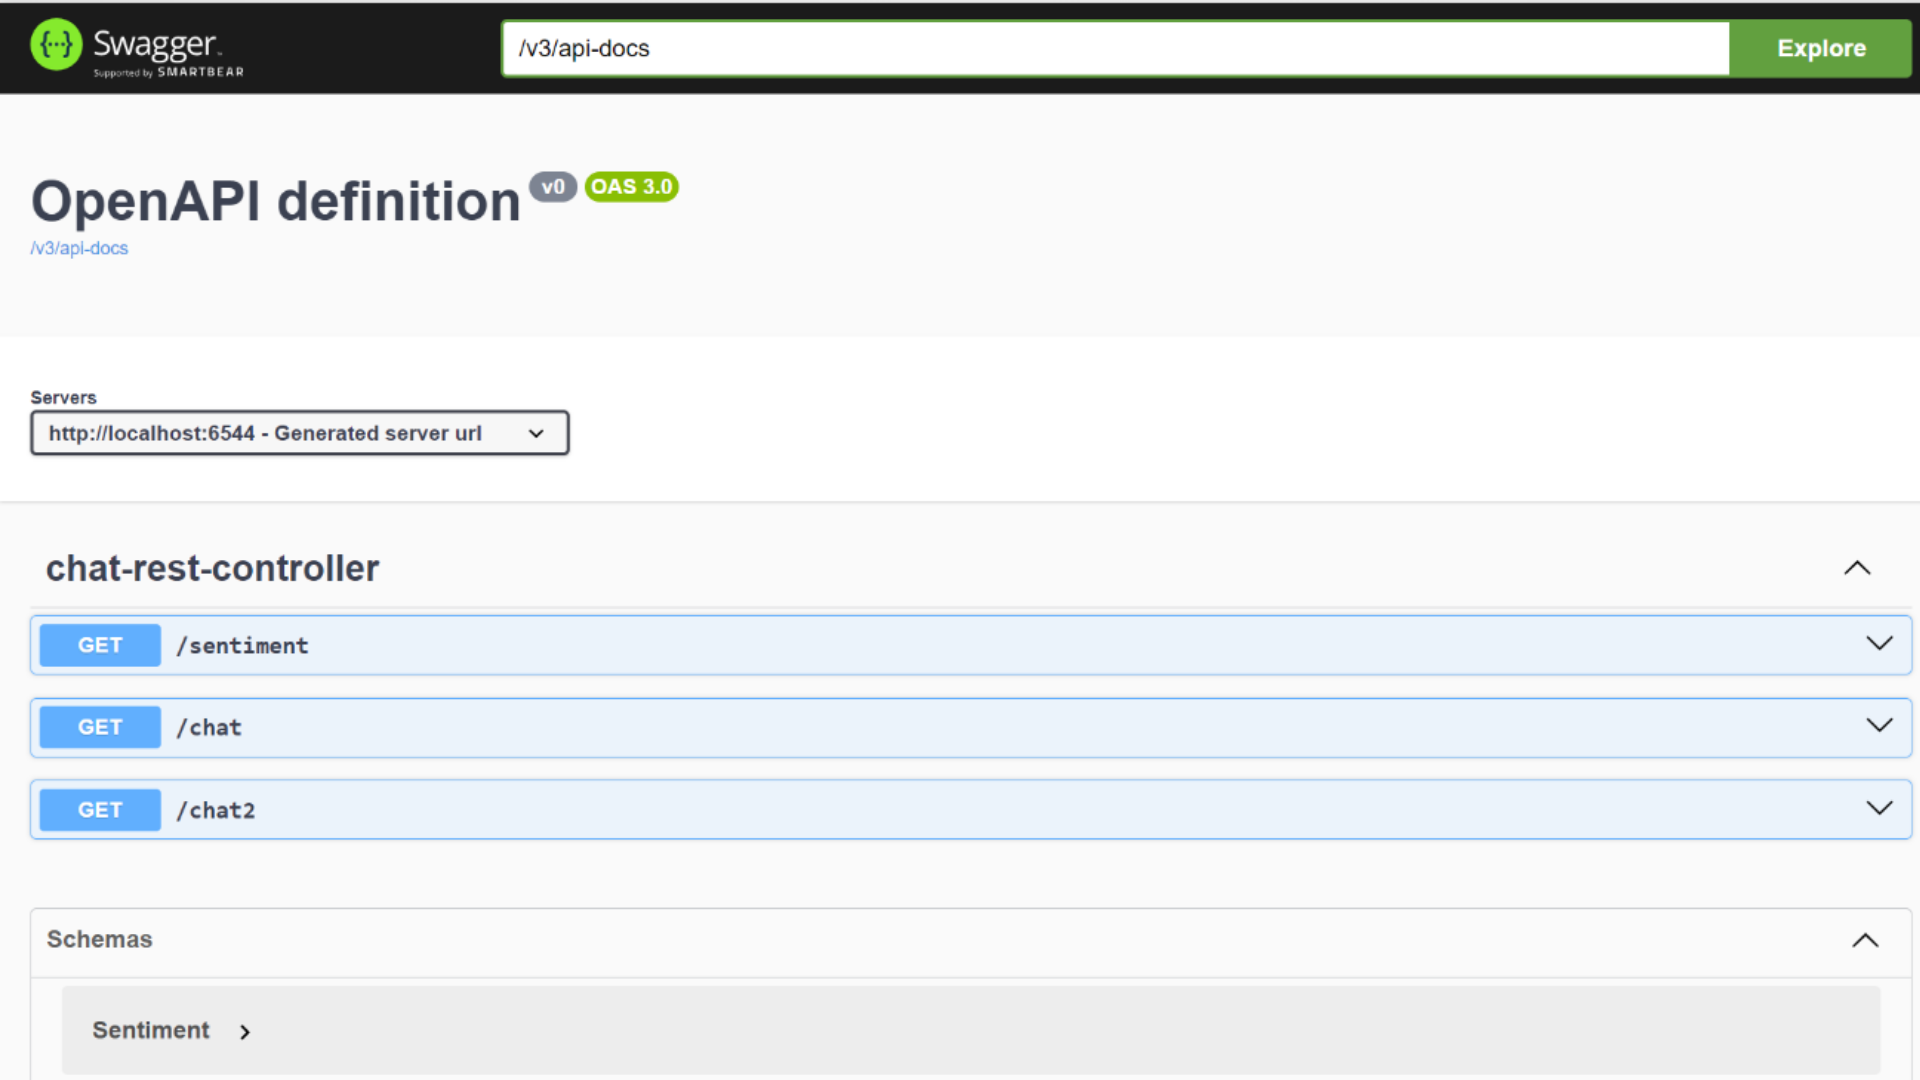 {···} Swagger™
Supported by SMARTBEAR
/v3/api-docs
Explore
OpenAPI definition v0 OAS 3.0
/v3/api-docs
Servers
http://localhost:6544 - Generated server url
chat-rest-controller
GET /sentiment
GET /chat
GET /chat2
Schemas
Sentiment